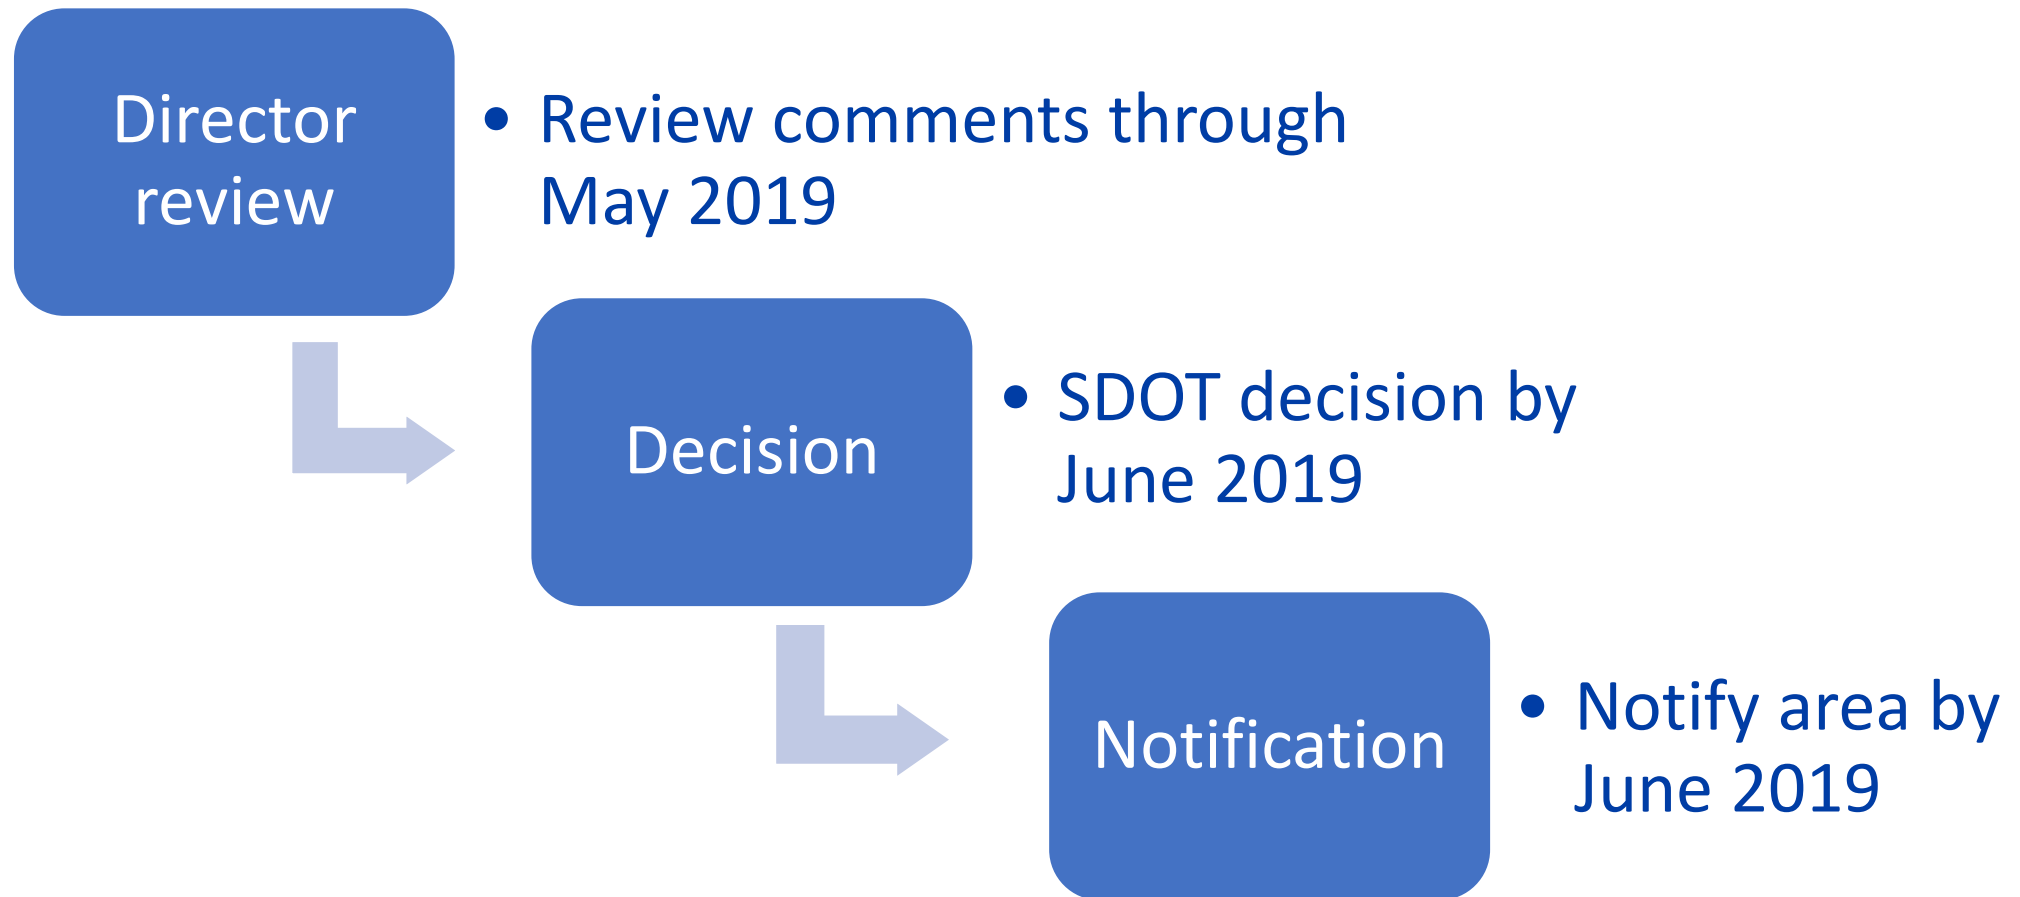 Director
review
• Review comments through
May 2019
Decision
• SDOT decision by
June 2019
Notification
• Notify area by
June 2019